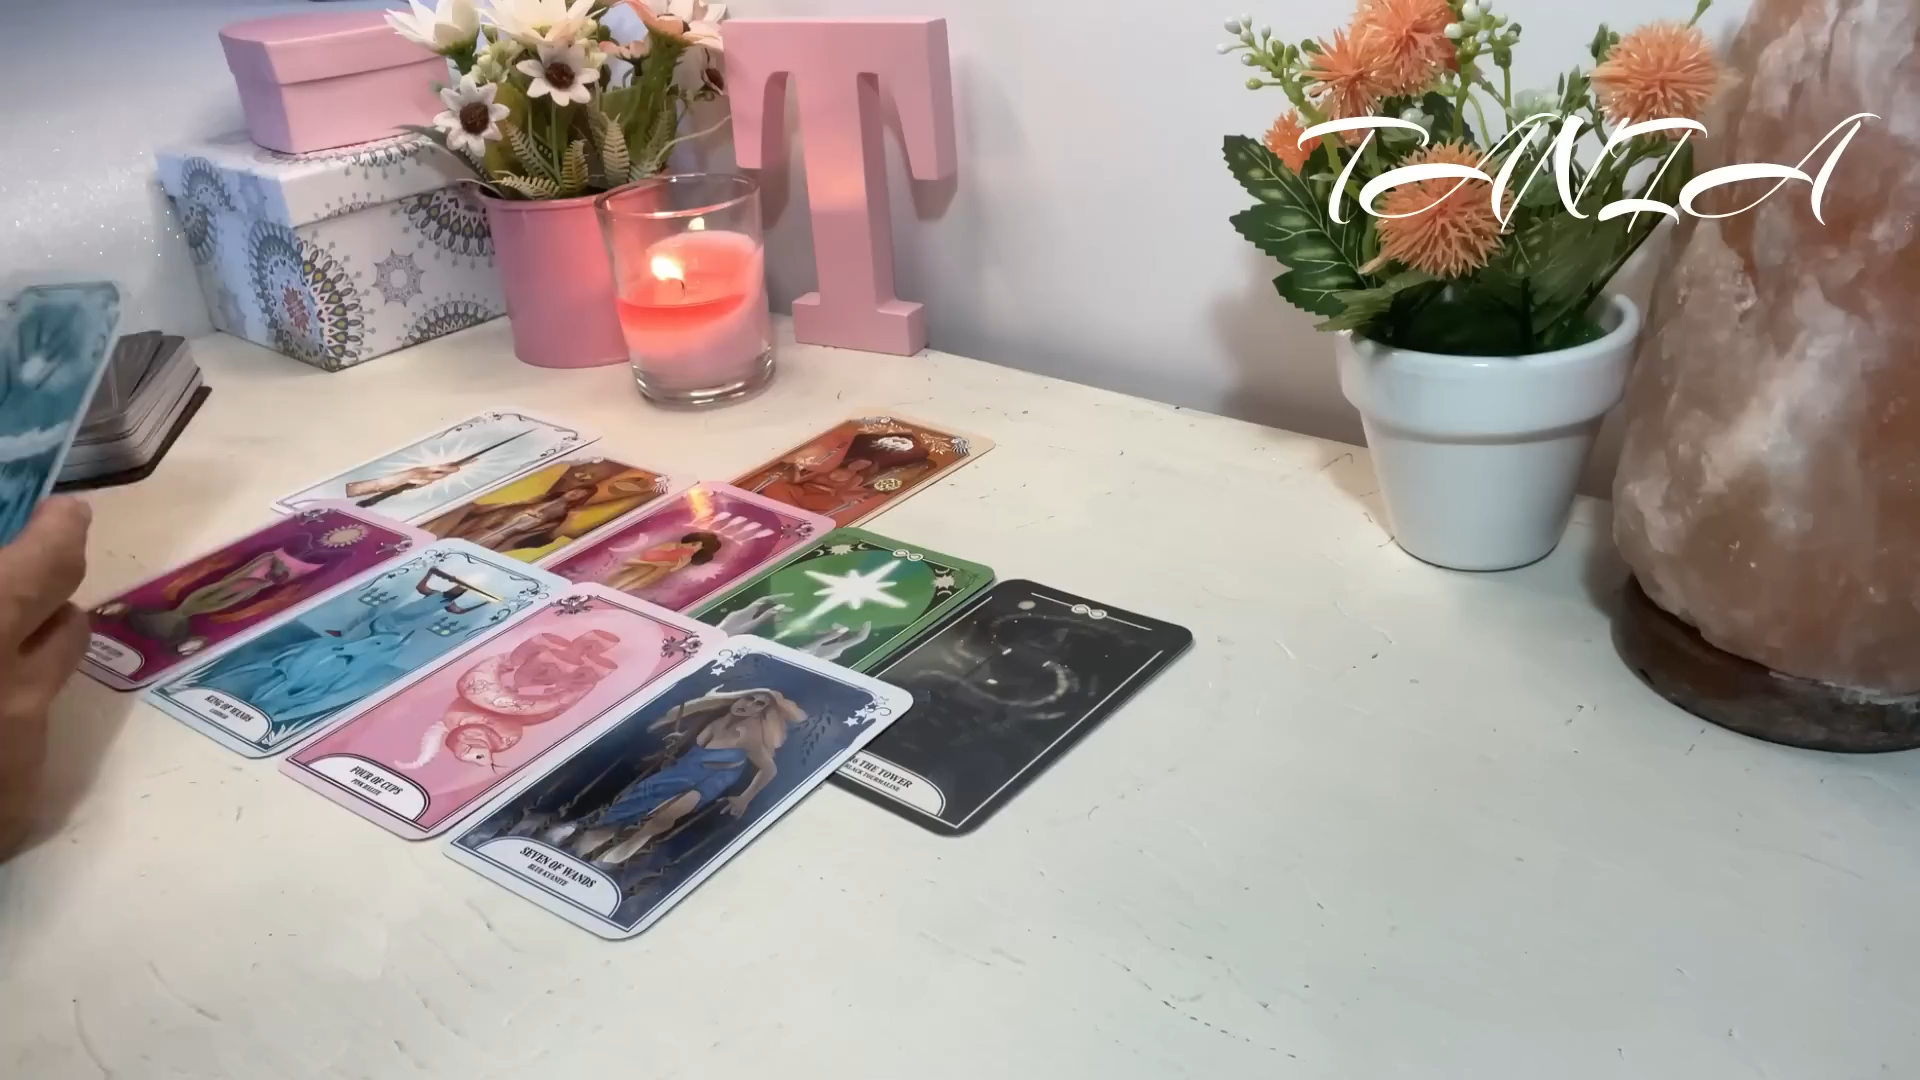 TANIA
T
KING OF WANDS
FOUR OF CUPS
PINK HALITE
SEVEN OF WANDS
BLUE KYANITE
THE TOWER
BLACK TOURMALINE